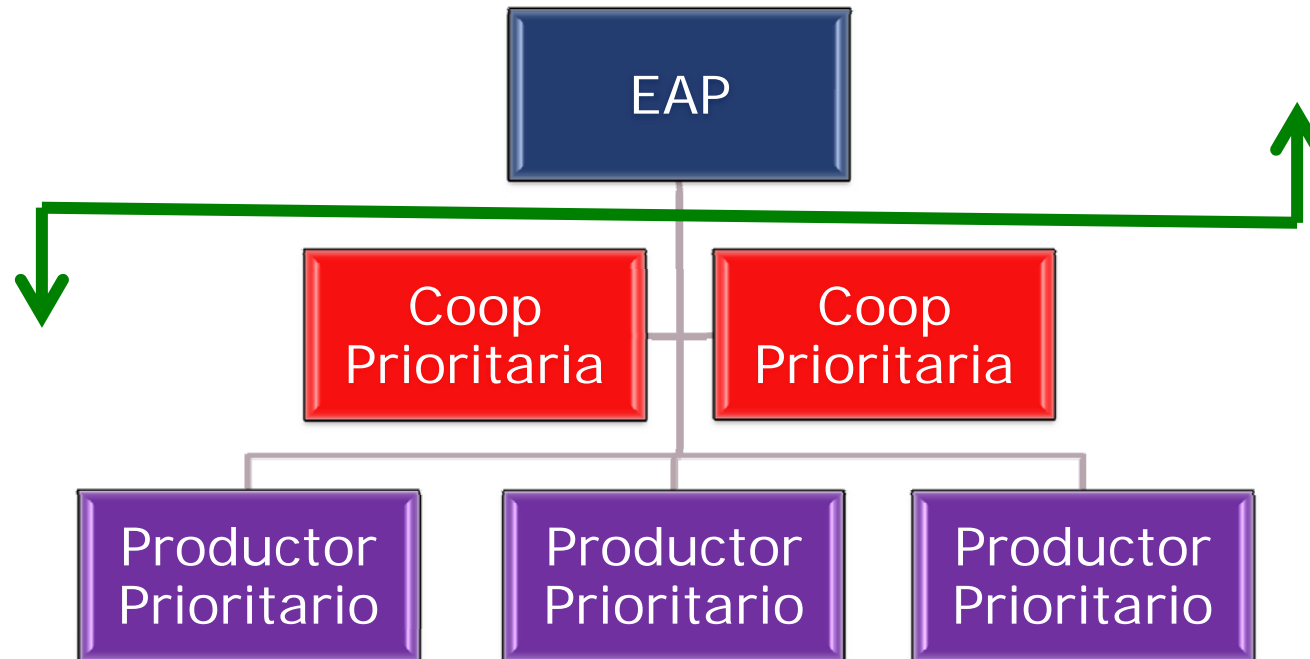 EAP
Coop
Prioritaria
Coop
Prioritaria
Productor
Prioritario
Productor
Prioritario
Productor
Prioritario